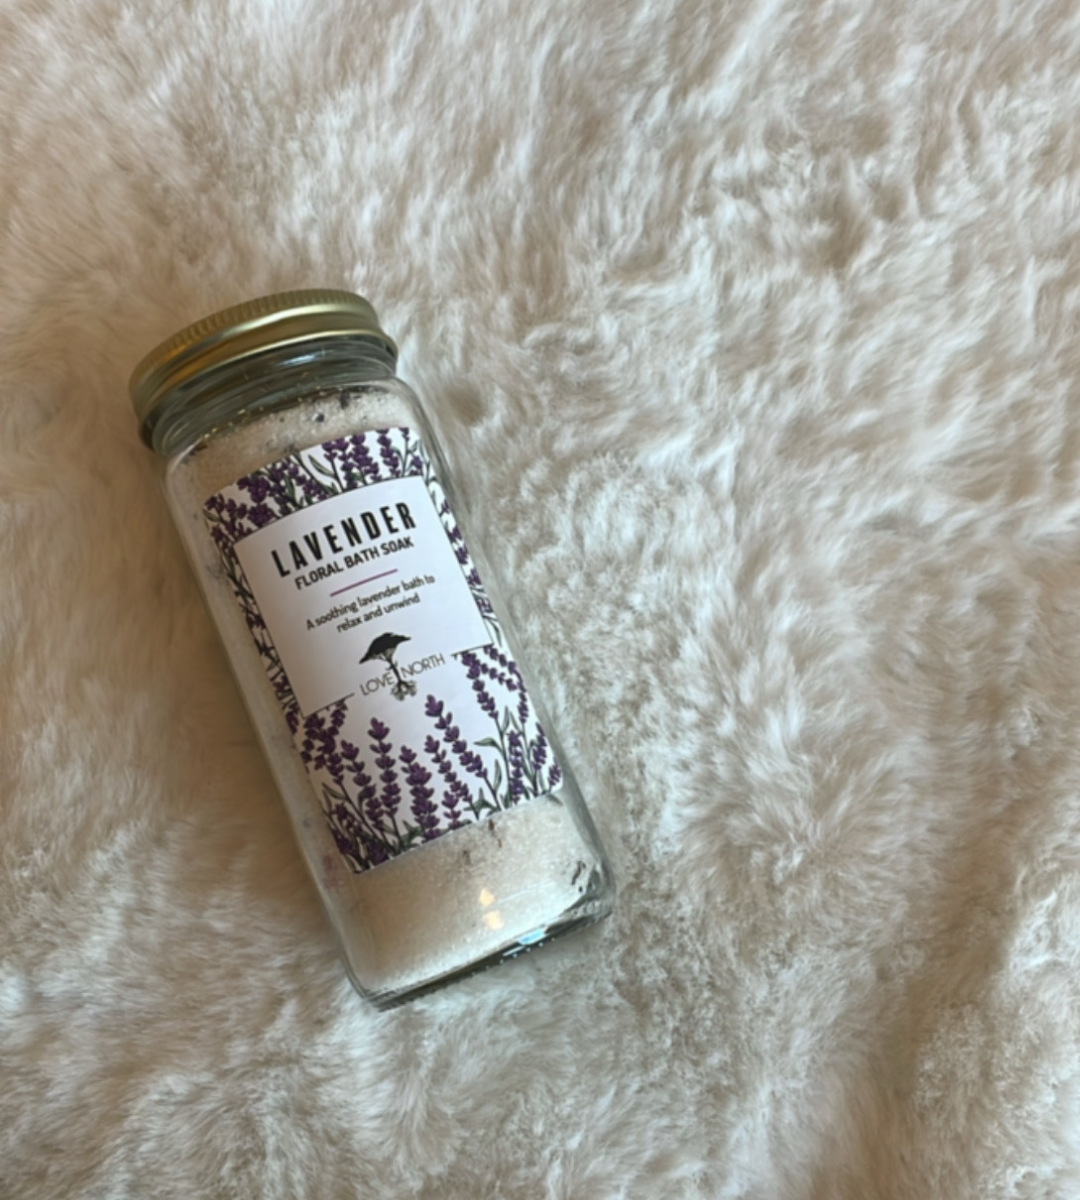 LAVENDER
FLORAL BATH SOAK
A soothing lavender bath to
relax and unwind
LOVE NORTH